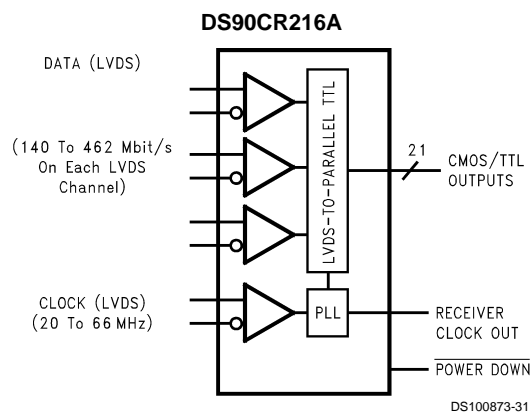 DS90CR216A
DATA (LVDS)
(140 To 462 Mbit/s
On Each LVDS
Channel)
LVDS-TO-PARALLEL TTL
21
CMOS/TTL
OUTPUTS
CLOCK (LVDS)
(20 To 66 MHz)
PLL
RECEIVER
CLOCK OUT
POWER DOWN
DS100873-31